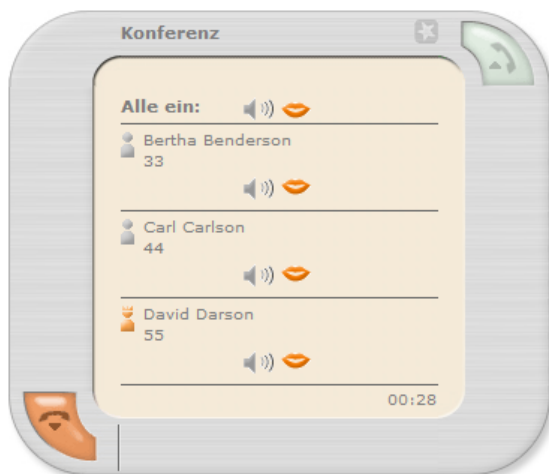 Konferenz
Alle ein:
Bertha Benderson
33
Carl Carlson
44
David Darson
55
00:28